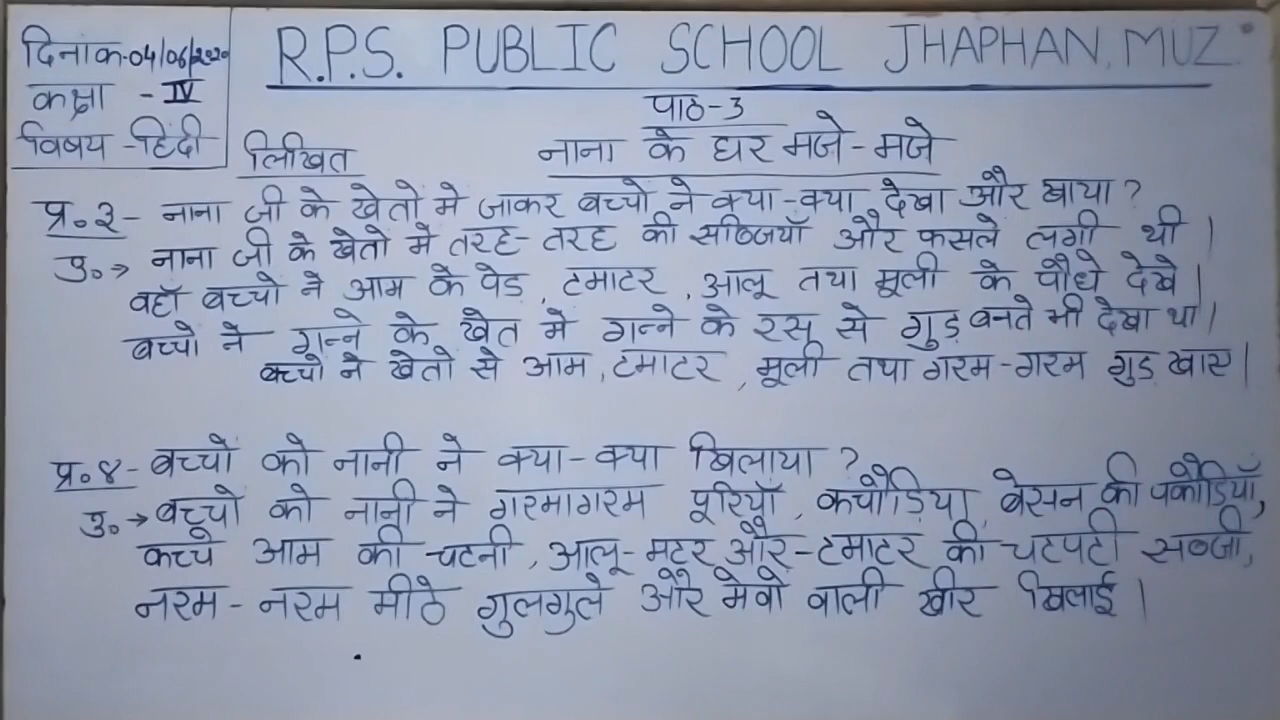 दिनांक-04/06/2020
कक्षा - IV
विषय -हिंदी
R.P.S. PUBLIC SCHOOL JHAPHAN, MUZ.
पाठ-3
लिखित नाना के घर मजे-मजे
प्र०३- नाना जी के खेतो मे जाकर बच्चो ने क्या-क्या देखा और खाया?
उ०→ नाना जी के खेतो मे तरह-तरह की सब्जियाँ और फसले लगी थी।
वहाँ बच्चो ने आम के पेड, टमाटर, आलू तथा मूली के पौधे देखे।
बच्चो ने गन्ने के खेत मे गन्ने के रस से गुड़ बनते भी देखा था।
बच्चो ने खेतो से आम, टमाटर, मूली तथा गरम-गरम गुड़ खाए।
प्र०४- बच्चों को नानी ने क्या-क्या खिलाया?
उ०→ बच्चो को नानी ने गरमागरम पूरियाँ, कचौड़िया, बेसन की पकौड़ियाँ,
कच्चे आम की चटनी, आलू-मटर और-टमाटर की चटपटी सब्जी,
नरम-नरम मीठे गुलगुले और मेवो वाली खीर खिलाई।